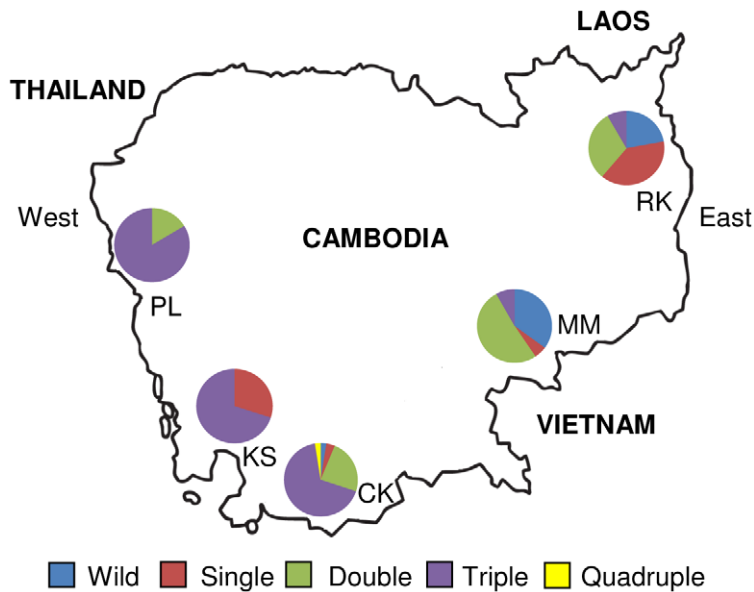 LAOS
THAILAND
RK
West
East
CAMBODIA
PL
MM
VIETNAM
KS
CK
Wild Single Double Triple Quadruple